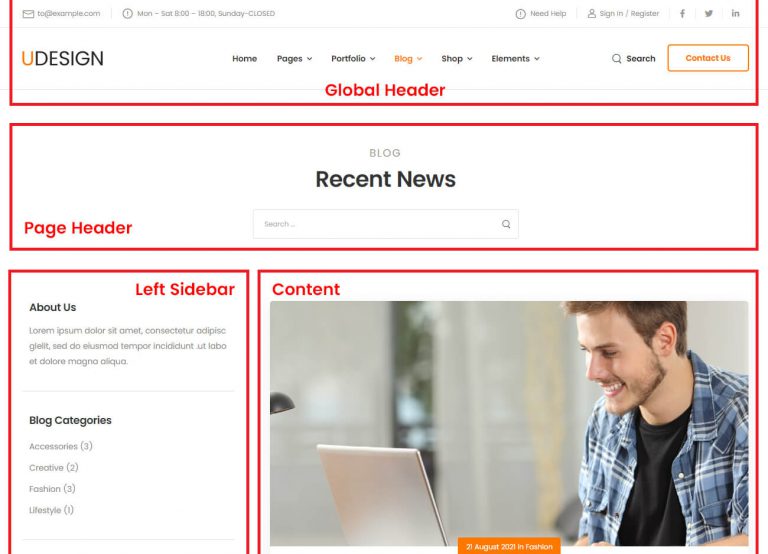 to@example.com
Mon – Sat 8:00 – 18:00, Sunday-CLOSED
Need Help
Sign In / Register
UDESIGN
Home
Pages
Portfolio
Blog
Shop
Elements
Search
Contact Us
Global Header
BLOG
Recent News
Search ...
Page Header
Left Sidebar
About Us
Lorem ipsum dolor sit amet, consectetur adipisc
glelit, sed do eiusmod tempor incididunt .ut labo
et dolore magna aliqua.
Blog Categories
Accessories (3)
Creative (2)
Fashion (3)
Lifestyle (1)
Content
21 August 2021 in Fashion